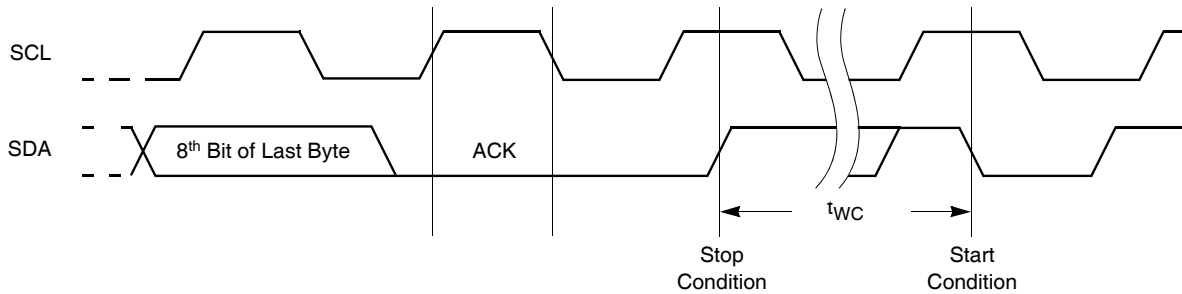 SCL
SDA
8th Bit of Last Byte
ACK
tWC
Stop
Condition
Start
Condition